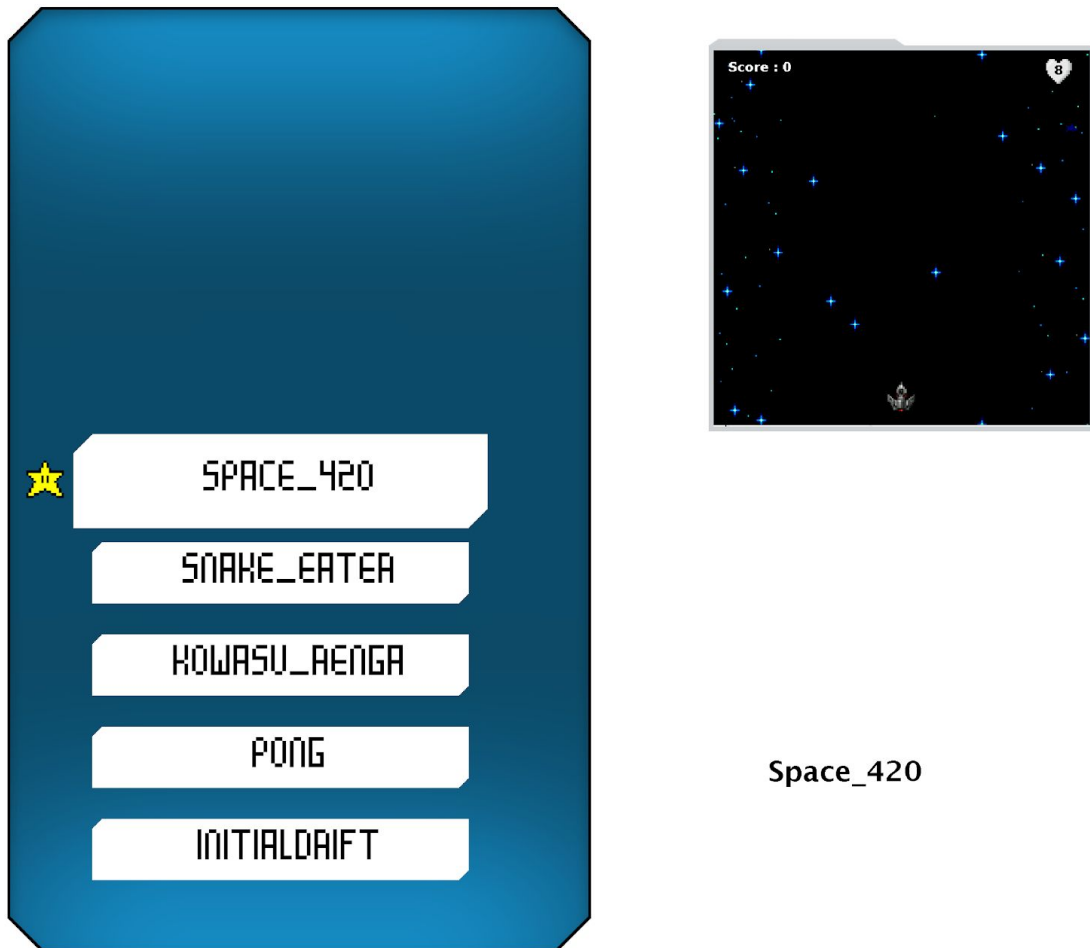 Score : 0
8
SPACE_420
SNAKE_EATER
KOWASU_RENGA
PONG
INITIALDRIFT
Space_420